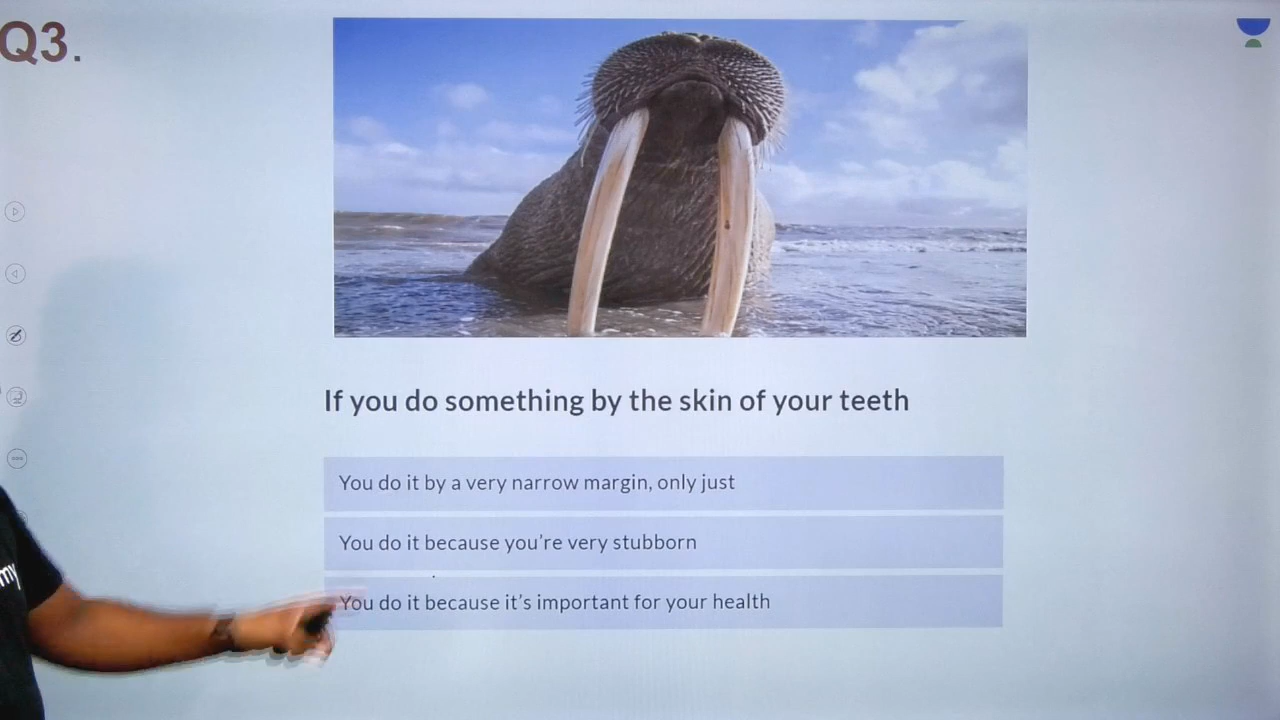 Q3.
If you do something by the skin of your teeth
You do it by a very narrow margin, only just
You do it because you're very stubborn
You do it because it's important for your health
my